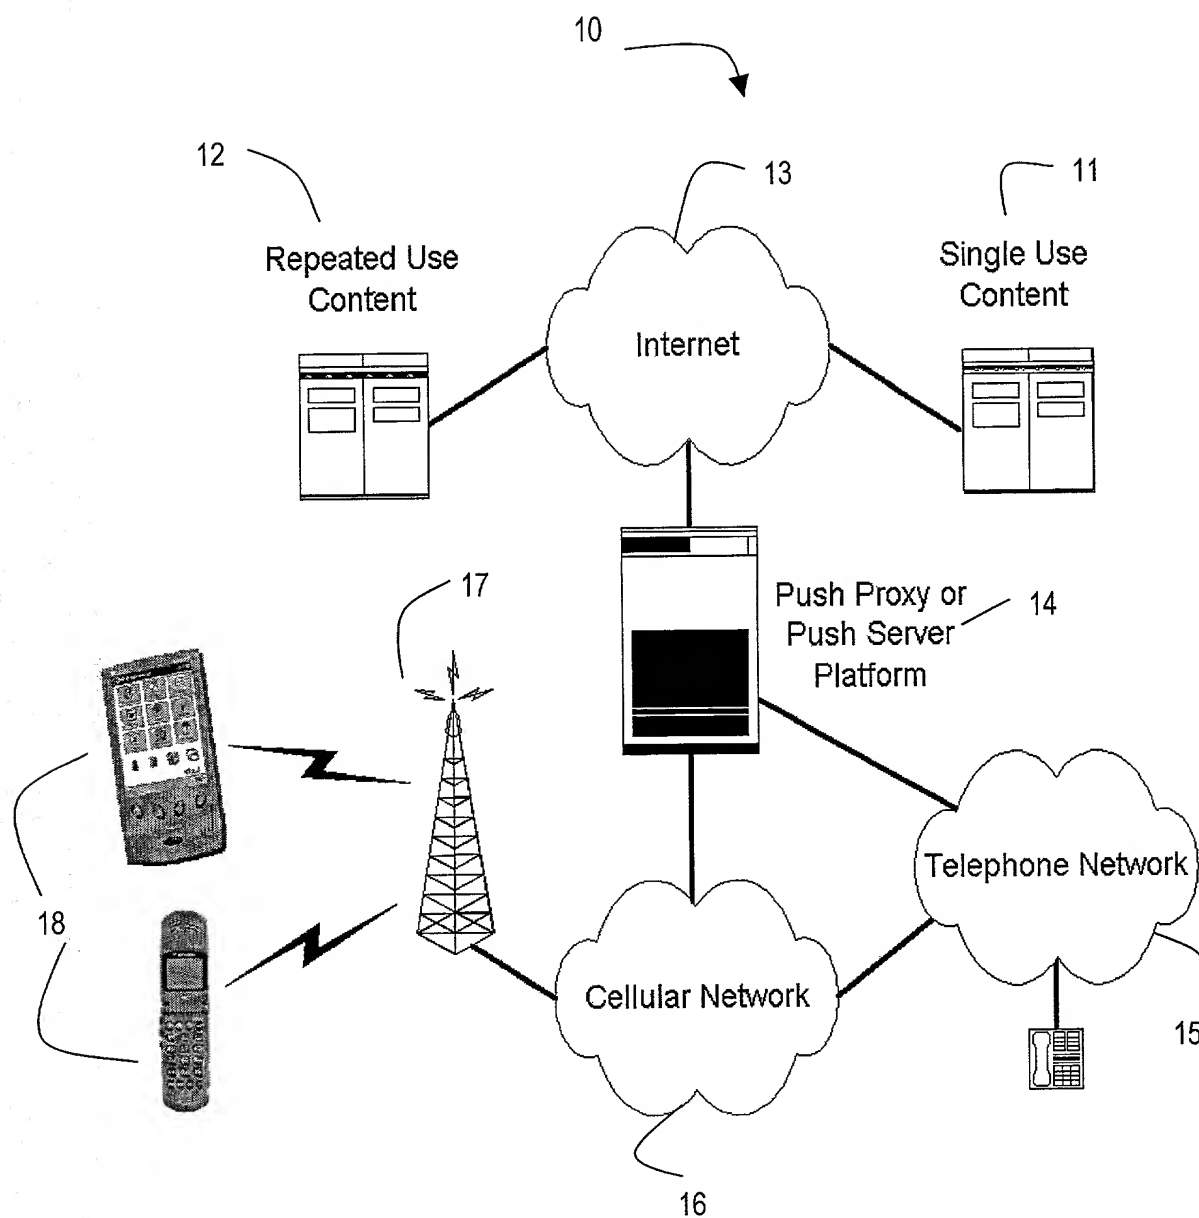 10
12
13
11
Repeated Use
Content
Single Use
Content
Internet
17
Push Proxy or
Push Server
Platform
14
Telephone Network
18
Cellular Network
15
16